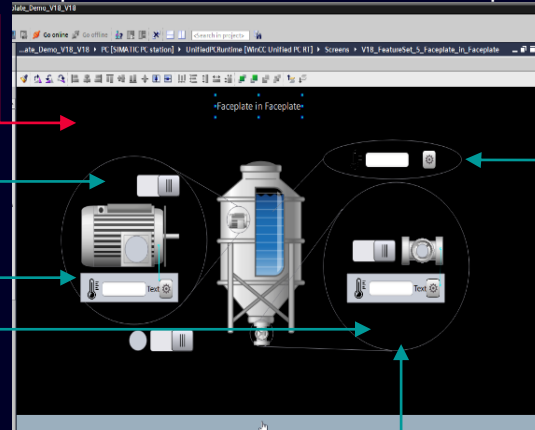 late_Demo_V18_V18
Go online Go offline <Search in projects>
...ate_Demo_V18_V18 ▸ PC [SIMATIC PC station] ▸ UnifiedPCRuntime [WinCC Unified PC RT] ▸ Screens ▸ V18_FeatureSet_5_Faceplate_in_Faceplate
Faceplate in Faceplate
Text
Text